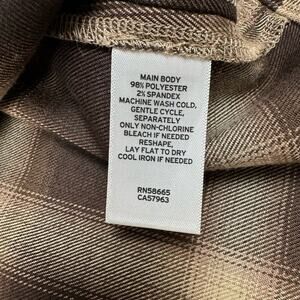 MAIN BODY
98% POLYESTER
2% SPANDEX
MACHINE WASH COLD,
GENTLE CYCLE,
SEPARATELY
ONLY NON-CHLORINE
BLEACH IF NEEDED
RESHAPE,
LAY FLAT TO DRY
COOL IRON IF NEEDED
RN58665
CA57963